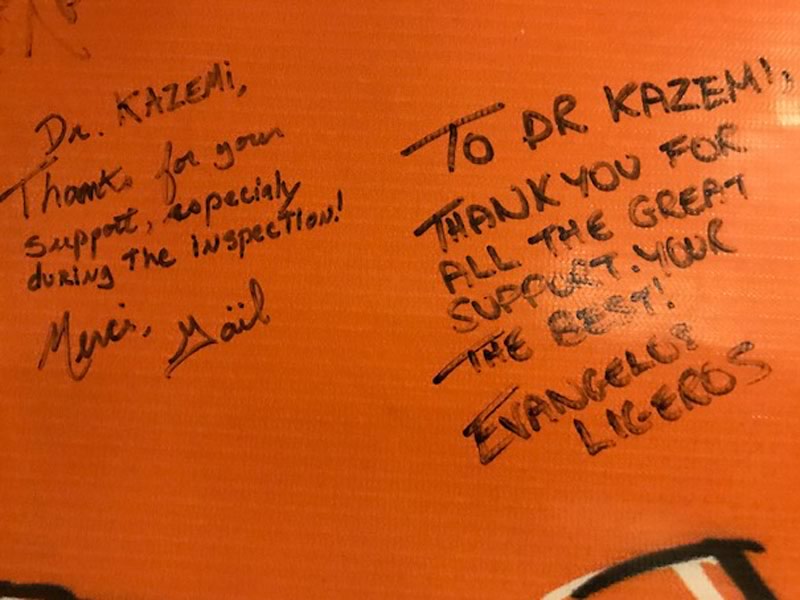 Dr. KAZEMI,
Thanks for your
support, especialy
during the inspection!
Merci, Gaïl
TO DR KAZEMI,
THANK YOU FOR
ALL THE GREAT
SUPPORT. YOUR
THE BEST!
EVANGELOS
LIGEROS